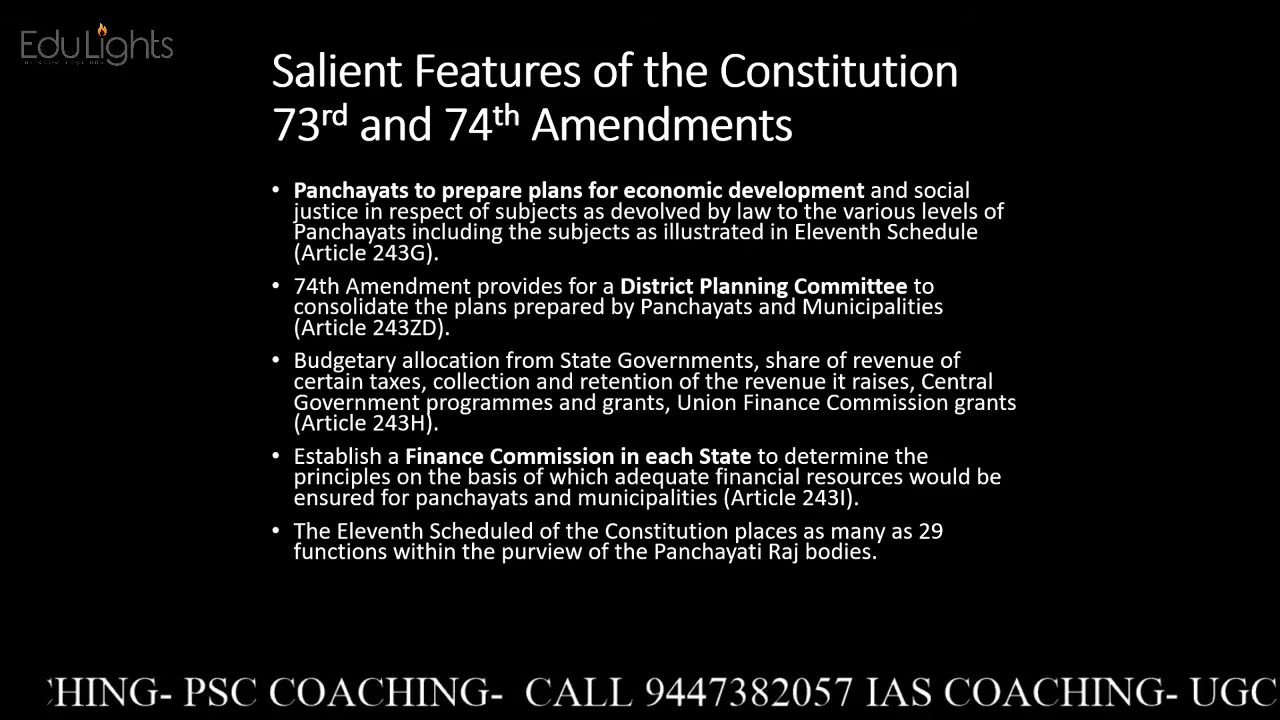 EduLights
Salient Features of the Constitution
73rd and 74th Amendments
• Panchayats to prepare plans for economic development and social
justice in respect of subjects as devolved by law to the various levels of
Panchayats including the subjects as illustrated in Eleventh Schedule
(Article 243G).
• 74th Amendment provides for a District Planning Committee to
consolidate the plans prepared by Panchayats and Municipalities
(Article 243ZD).
• Budgetary allocation from State Governments, share of revenue of
certain taxes, collection and retention of the revenue it raises, Central
Government programmes and grants, Union Finance Commission grants
(Article 243H).
• Establish a Finance Commission in each State to determine the
principles on the basis of which adequate financial resources would be
ensured for panchayats and municipalities (Article 243I).
• The Eleventh Scheduled of the Constitution places as many as 29
functions within the purview of the Panchayati Raj bodies.
HING- PSC COACHING- CALL 9447382057 IAS COACHING- UGC